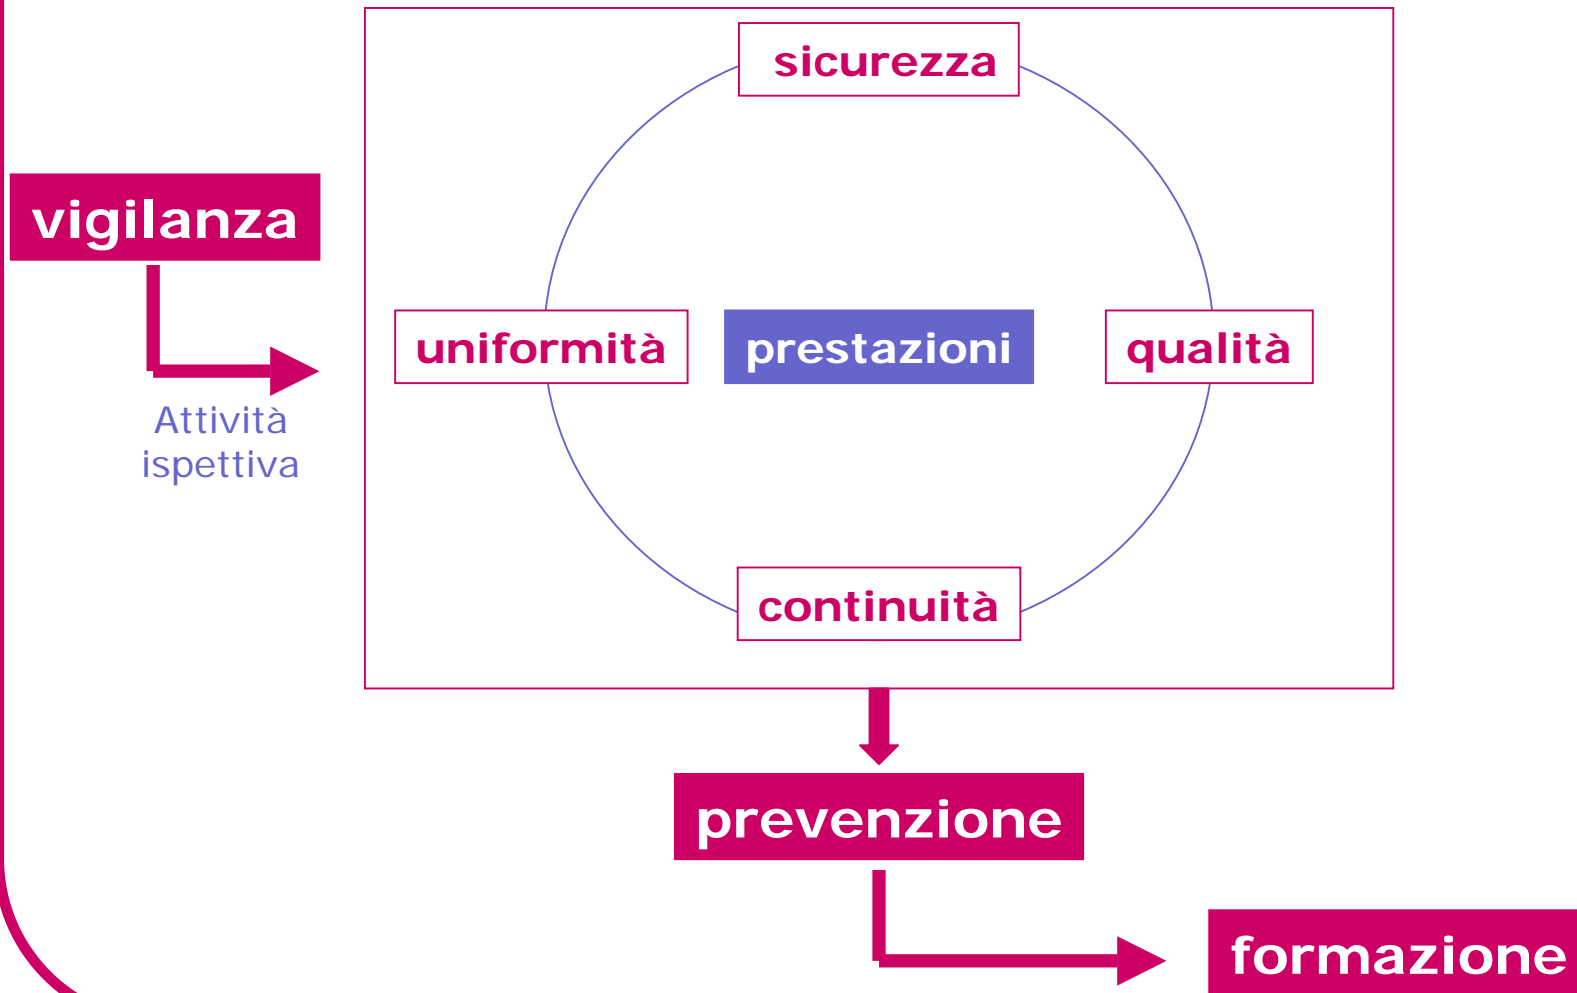 sicurezza
vigilanza
uniformità
prestazioni
qualità
Attività
ispettiva
continuità
prevenzione
formazione